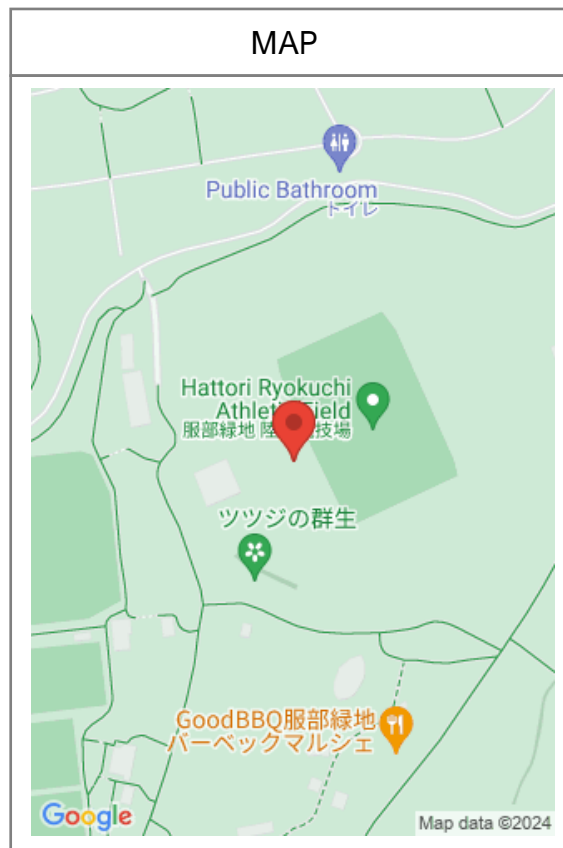 MAP
Public Bathroom
トイレ
Hattori Ryokuchi
Athletic Field
服部緑地 陸上競技場
ツツジの群生
GoodBBQ服部緑地
バーベックマルシェ
Google
Map data ©2024